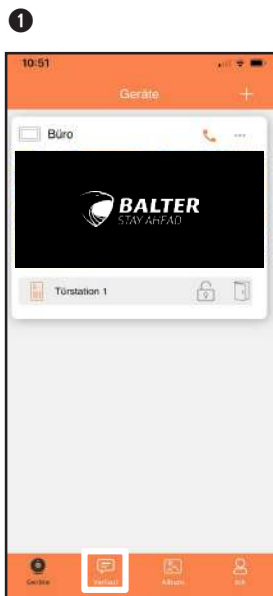 1
10:51
Geräte
+
Büro
BALTER
STAY AHEAD
Türstation 1
Geräte Verlauf Album Ich